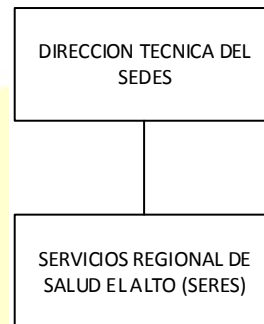 DIRECCION TECNICA DEL
SEDES
SERVICIOS REGIONAL DE
SALUD EL ALTO (SERES)